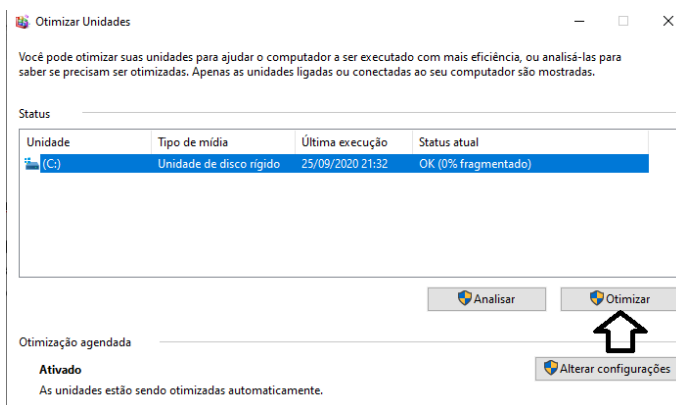 Otimizar Unidades
Você pode otimizar suas unidades para ajudar o computador a ser executado com mais eficiência, ou analisá-las para
saber se precisam ser otimizadas. Apenas as unidades ligadas ou conectadas ao seu computador são mostradas.
Status
Unidade Tipo de mídia Última execução Status atual
(C:) Unidade de disco rígido 25/09/2020 21:32 OK (0% fragmentado)
Analisar Otimizar
Otimização agendada
Ativado Alterar configurações
As unidades estão sendo otimizadas automaticamente.